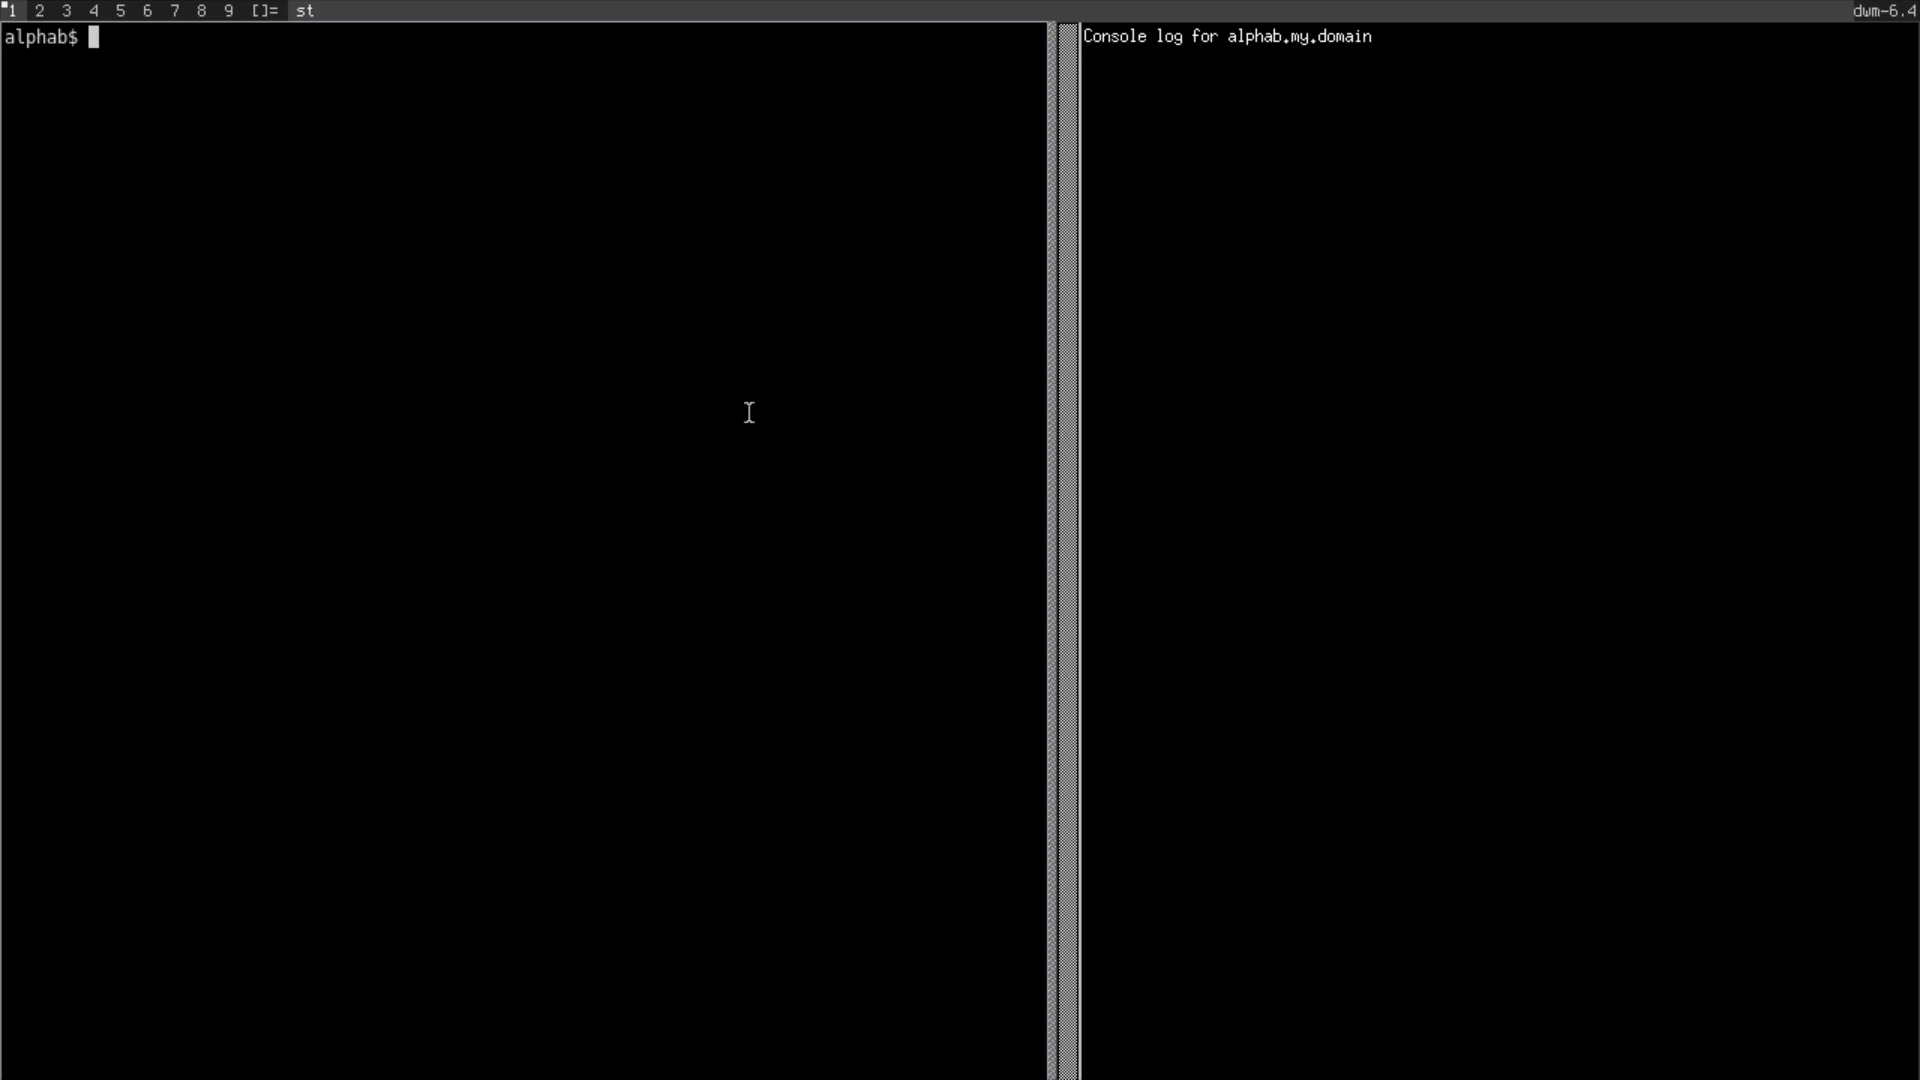 1 2 3 4 5 6 7 8 9 []= st dwm-6.4
alphab$
Console log for alphab.my.domain